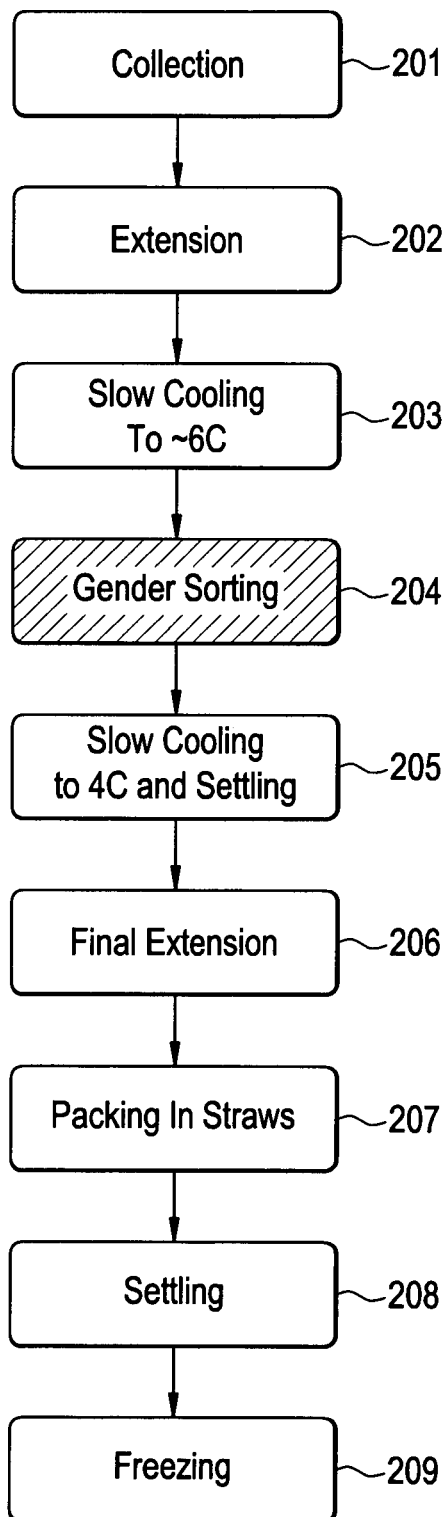 Collection
201
Extension
202
Slow Cooling
To ~6C
203
Gender Sorting
204
Slow Cooling
to 4C and Settling
205
Final Extension
206
Packing In Straws
207
Settling
208
Freezing
209